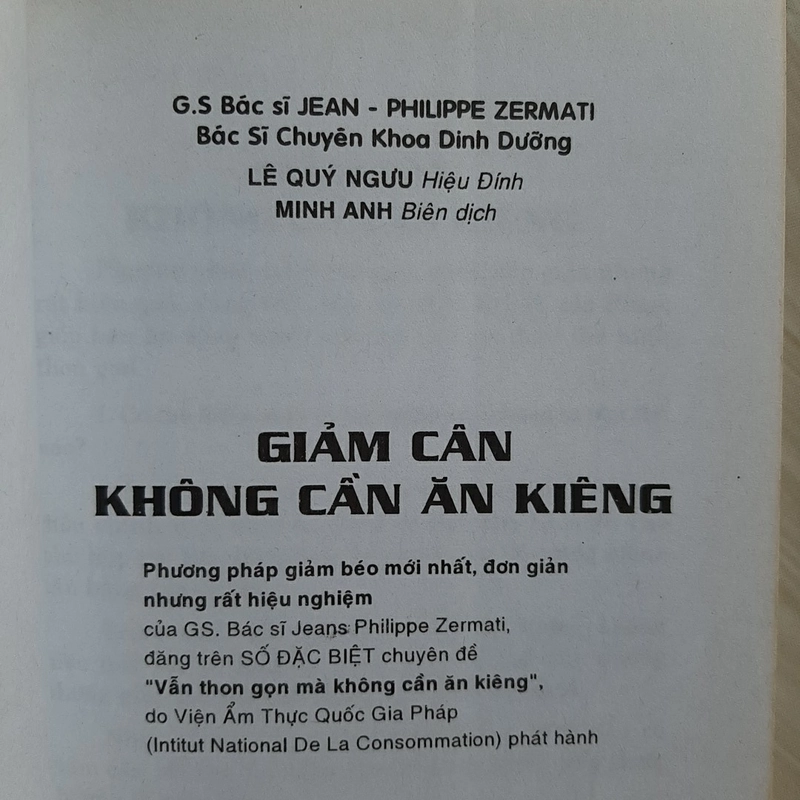 G.S Bác sĩ JEAN - PHILIPPE ZERMATI
Bác Sĩ Chuyên Khoa Dinh Dưỡng
LÊ QUÝ NGƯU Hiệu Đính
MINH ANH Biên dịch
GIẢM CÂN
KHÔNG CẦN ĂN KIÊNG
Phương pháp giảm béo mới nhất, đơn giản
nhưng rất hiệu nghiệm
của GS. Bác sĩ Jeans Philippe Zermati,
đăng trên SỐ ĐẶC BIỆT chuyên đề
"Vẫn thon gọn mà không cần ăn kiêng",
do Viện Ẩm Thực Quốc Gia Pháp
(Intitut National De La Consommation) phát hành